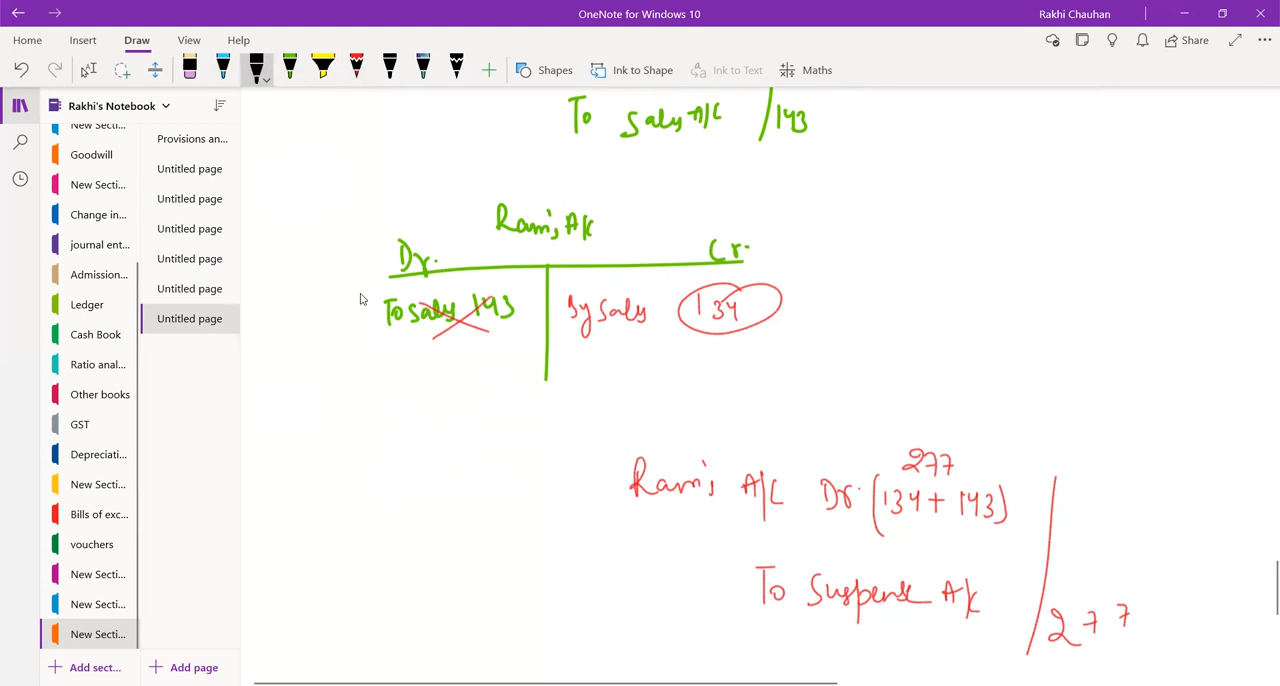 OneNote for Windows 10
Rakhi Chauhan
Home Insert Draw View Help
Share
Shapes Ink to Shape Ink to Text Maths
Rakhi's Notebook
New Secti...
Goodwill
New Secti...
Change in...
journal ent...
Admission...
Ledger
Cash Book
Ratio anal...
Other books
GST
Depreciati...
New Secti...
Bills of exc...
vouchers
New Secti...
New Secti...
New Secti...
Add sect...
Provisions an...
Untitled page
Untitled page
Untitled page
Untitled page
Untitled page
Untitled page
Add page
To Sales A/C 143
Ram's A/c
Dr. Cr.
To Sales 143 By Sales 134
277
Ram's A/C Dr. (134 + 143)
To Suspense A/c
277